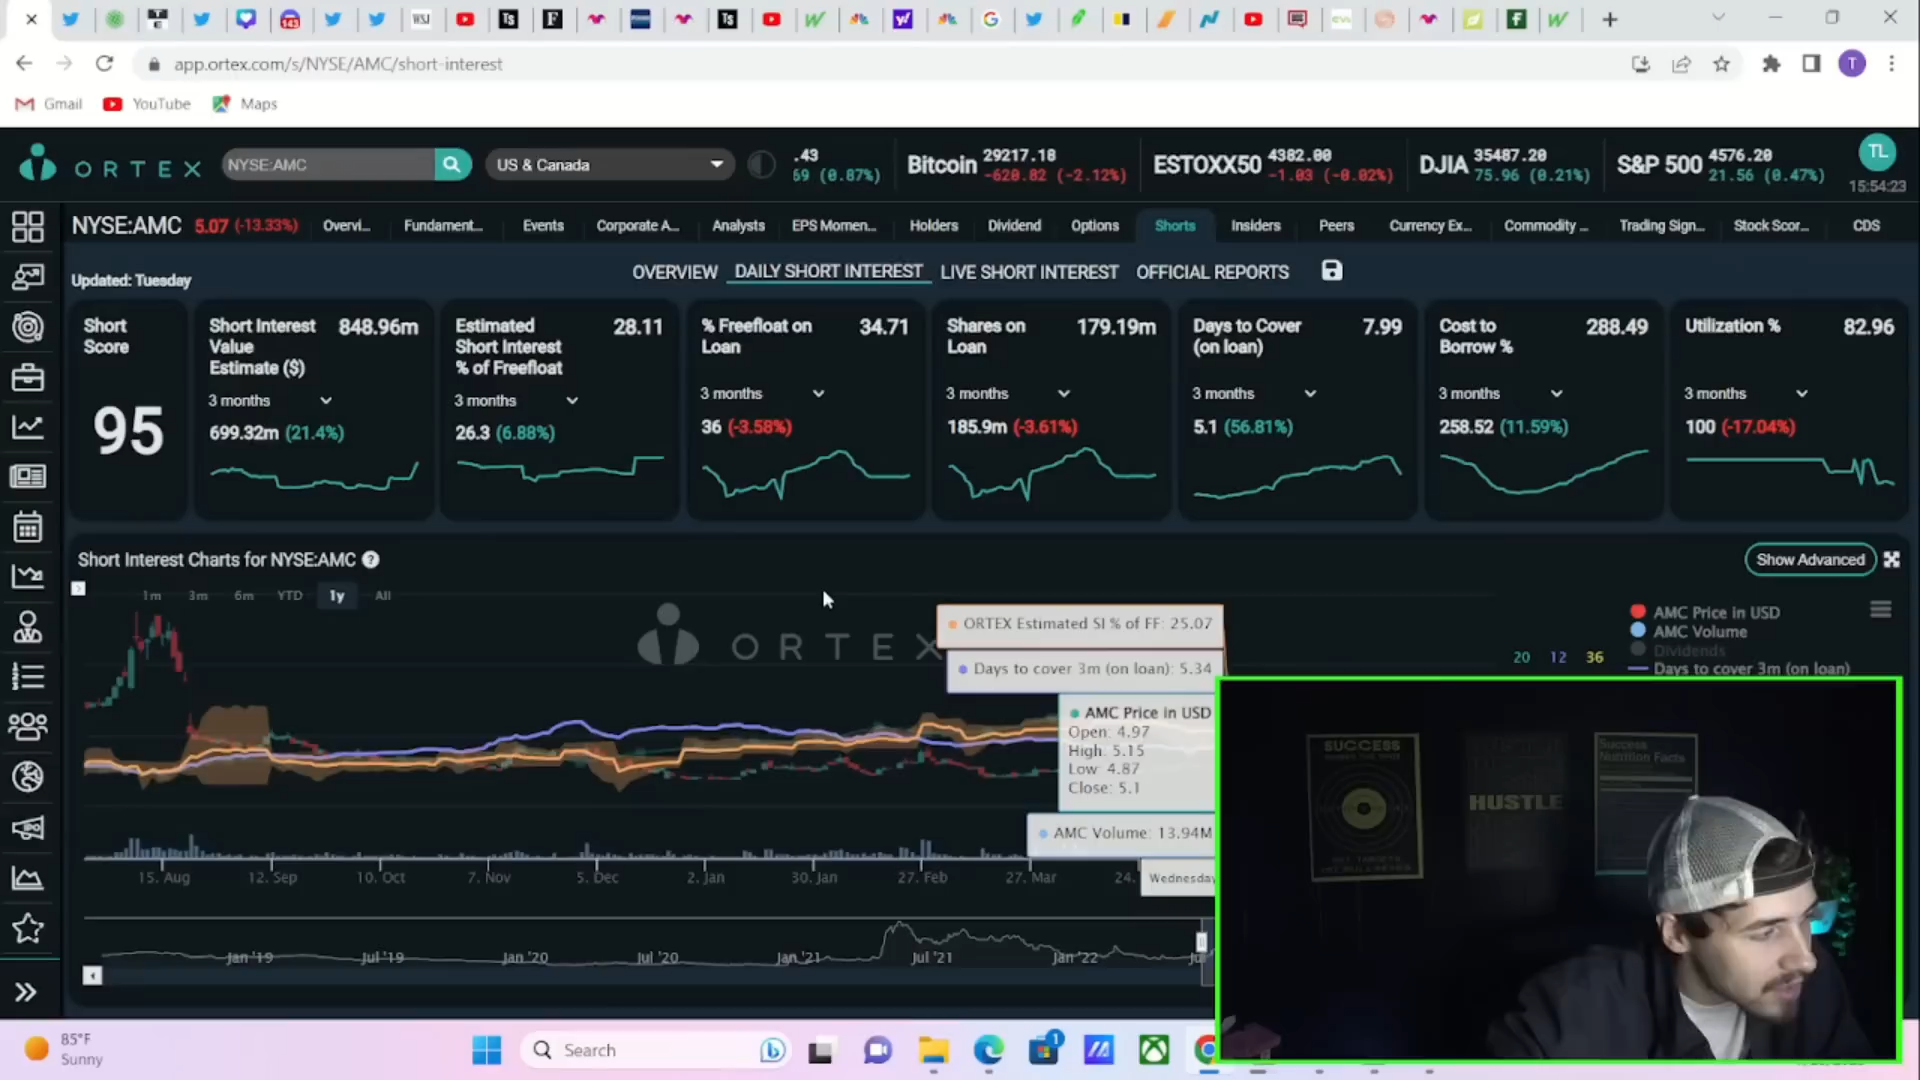 143
WSJ
Ts
F
Ts
app.ortex.com/s/NYSE/AMC/short-interest
T
Gmail YouTube Maps
ORTEX NYSE:AMC US & Canada
.43
69 (0.87%)
Bitcoin 29217.18
-620.82 (-2.12%)
ESTOXX50 4382.00
-1.03 (-0.02%)
DJIA 35487.20
75.96 (0.21%)
S&P 500 4576.20
21.56 (0.47%)
TL
15:54:23
NYSE:AMC 5.07 (-13.33%) Overvi... Fundament... Events Corporate A... Analysts EPS Momen... Holders Dividend Options Shorts Insiders Peers Currency Ex... Commodity ... Trading Sign... Stock Scor... CDS
Updated: Tuesday
OVERVIEW DAILY SHORT INTEREST LIVE SHORT INTEREST OFFICIAL REPORTS
Short
Score
95
Short Interest
Value
Estimate ($)
848.96m
3 months
699.32m (21.4%)
Estimated
Short Interest
% of Freefloat
28.11
3 months
26.3 (6.88%)
% Freefloat on
Loan
34.71
3 months
36 (-3.58%)
Shares on
Loan
179.19m
3 months
185.9m (-3.61%)
Days to Cover
(on loan)
7.99
3 months
5.1 (56.81%)
Cost to
Borrow %
288.49
3 months
258.52 (11.59%)
Utilization %
82.96
3 months
100 (-17.04%)
Short Interest Charts for NYSE:AMC ?
Show Advanced
1m 3m 6m YTD 1y All
ORTEX
ORTEX Estimated SI % of FF: 25.07
Days to cover 3m (on loan): 5.34
AMC Price in USD
Open: 4.97
High: 5.15
Low: 4.87
Close: 5.1
AMC Volume: 13.94M
20 12 36
AMC Price in USD
AMC Volume
Dividends
Days to cover 3m (on loan)
15. Aug 12. Sep 10. Oct 7. Nov 5. Dec 2. Jan 30. Jan 27. Feb 27. Mar 24.
Wednesday
Jan '19 Jul '19 Jan '20 Jul '20 Jan '21 Jul '21 Jan '22
SUCCESS
HUSTLE
Success
Nutrition Facts
85°F
Sunny
Search
1